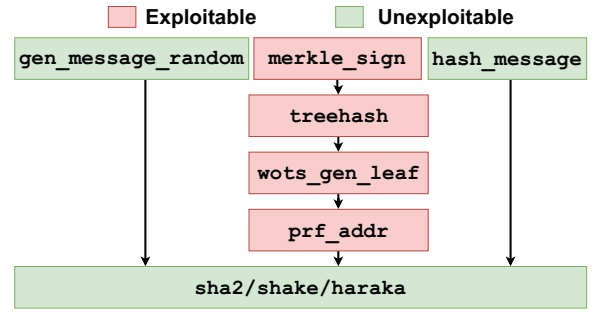 Exploitable Unexploitable
gen_message_random merkle_sign hash_message
treehash
wots_gen_leaf
prf_addr
sha2/shake/haraka